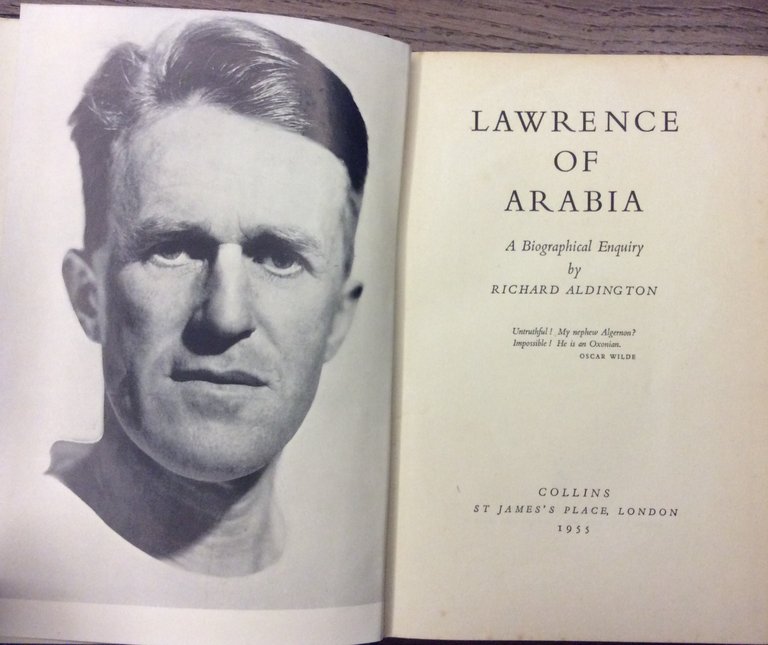 LAWRENCE
OF
ARABIA
A Biographical Enquiry
by
RICHARD ALDINGTON
Untruthful! My nephew Algernon?
Impossible! He is an Oxonian.
OSCAR WILDE
COLLINS
ST JAMES'S PLACE, LONDON
1955